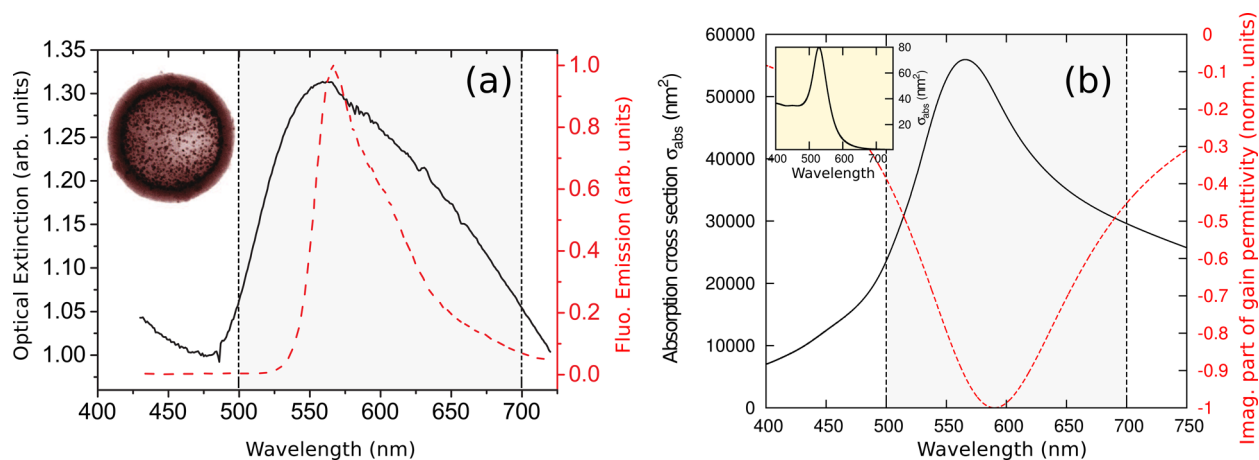 (a)
Optical Extinction (arb. units)
1.35
1.30
1.25
1.20
1.15
1.10
1.05
1.00
400 450 500 550 600 650 700
Wavelength (nm)
1.0
0.8
0.6
0.4
0.2
0.0
Fluo. Emission (arb. units)
(b)
Absorption cross section σabs (nm²)
60000
50000
40000
30000
20000
10000
0
400 450 500 550 600 650 700 750
Wavelength (nm)
0
-0.1
-0.2
-0.3
-0.4
-0.5
-0.6
-0.7
-0.8
-0.9
-1
Imag. part of gain permittivity (norm. units)
80
60
40
20
σabs (nm²)
400 500 600 700
Wavelength